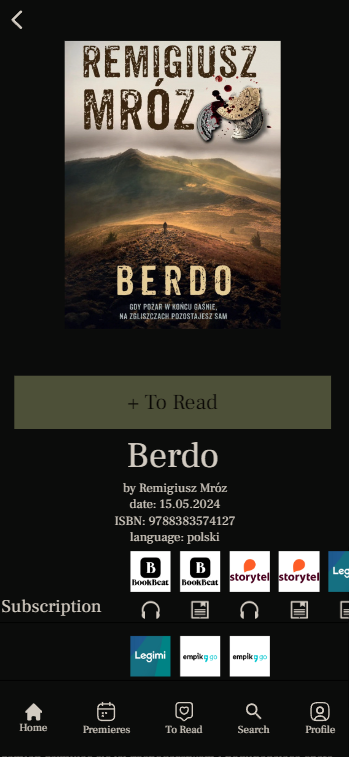 REMIGIUSZ
MRÓZ
BERDO
GDY POŻAR W KOŃCU GAŚNIE,
NA ZGLISZCZACH POZOSTAJESZ SAM
+ To Read
Berdo
by Remigiusz Mróz
date: 15.05.2024
ISBN: 9788383574127
language: polski
B BookBeat B BookBeat storytel storytel Leg
Subscription
Legimi empik go empik go
Home Premieres To Read Search Profile